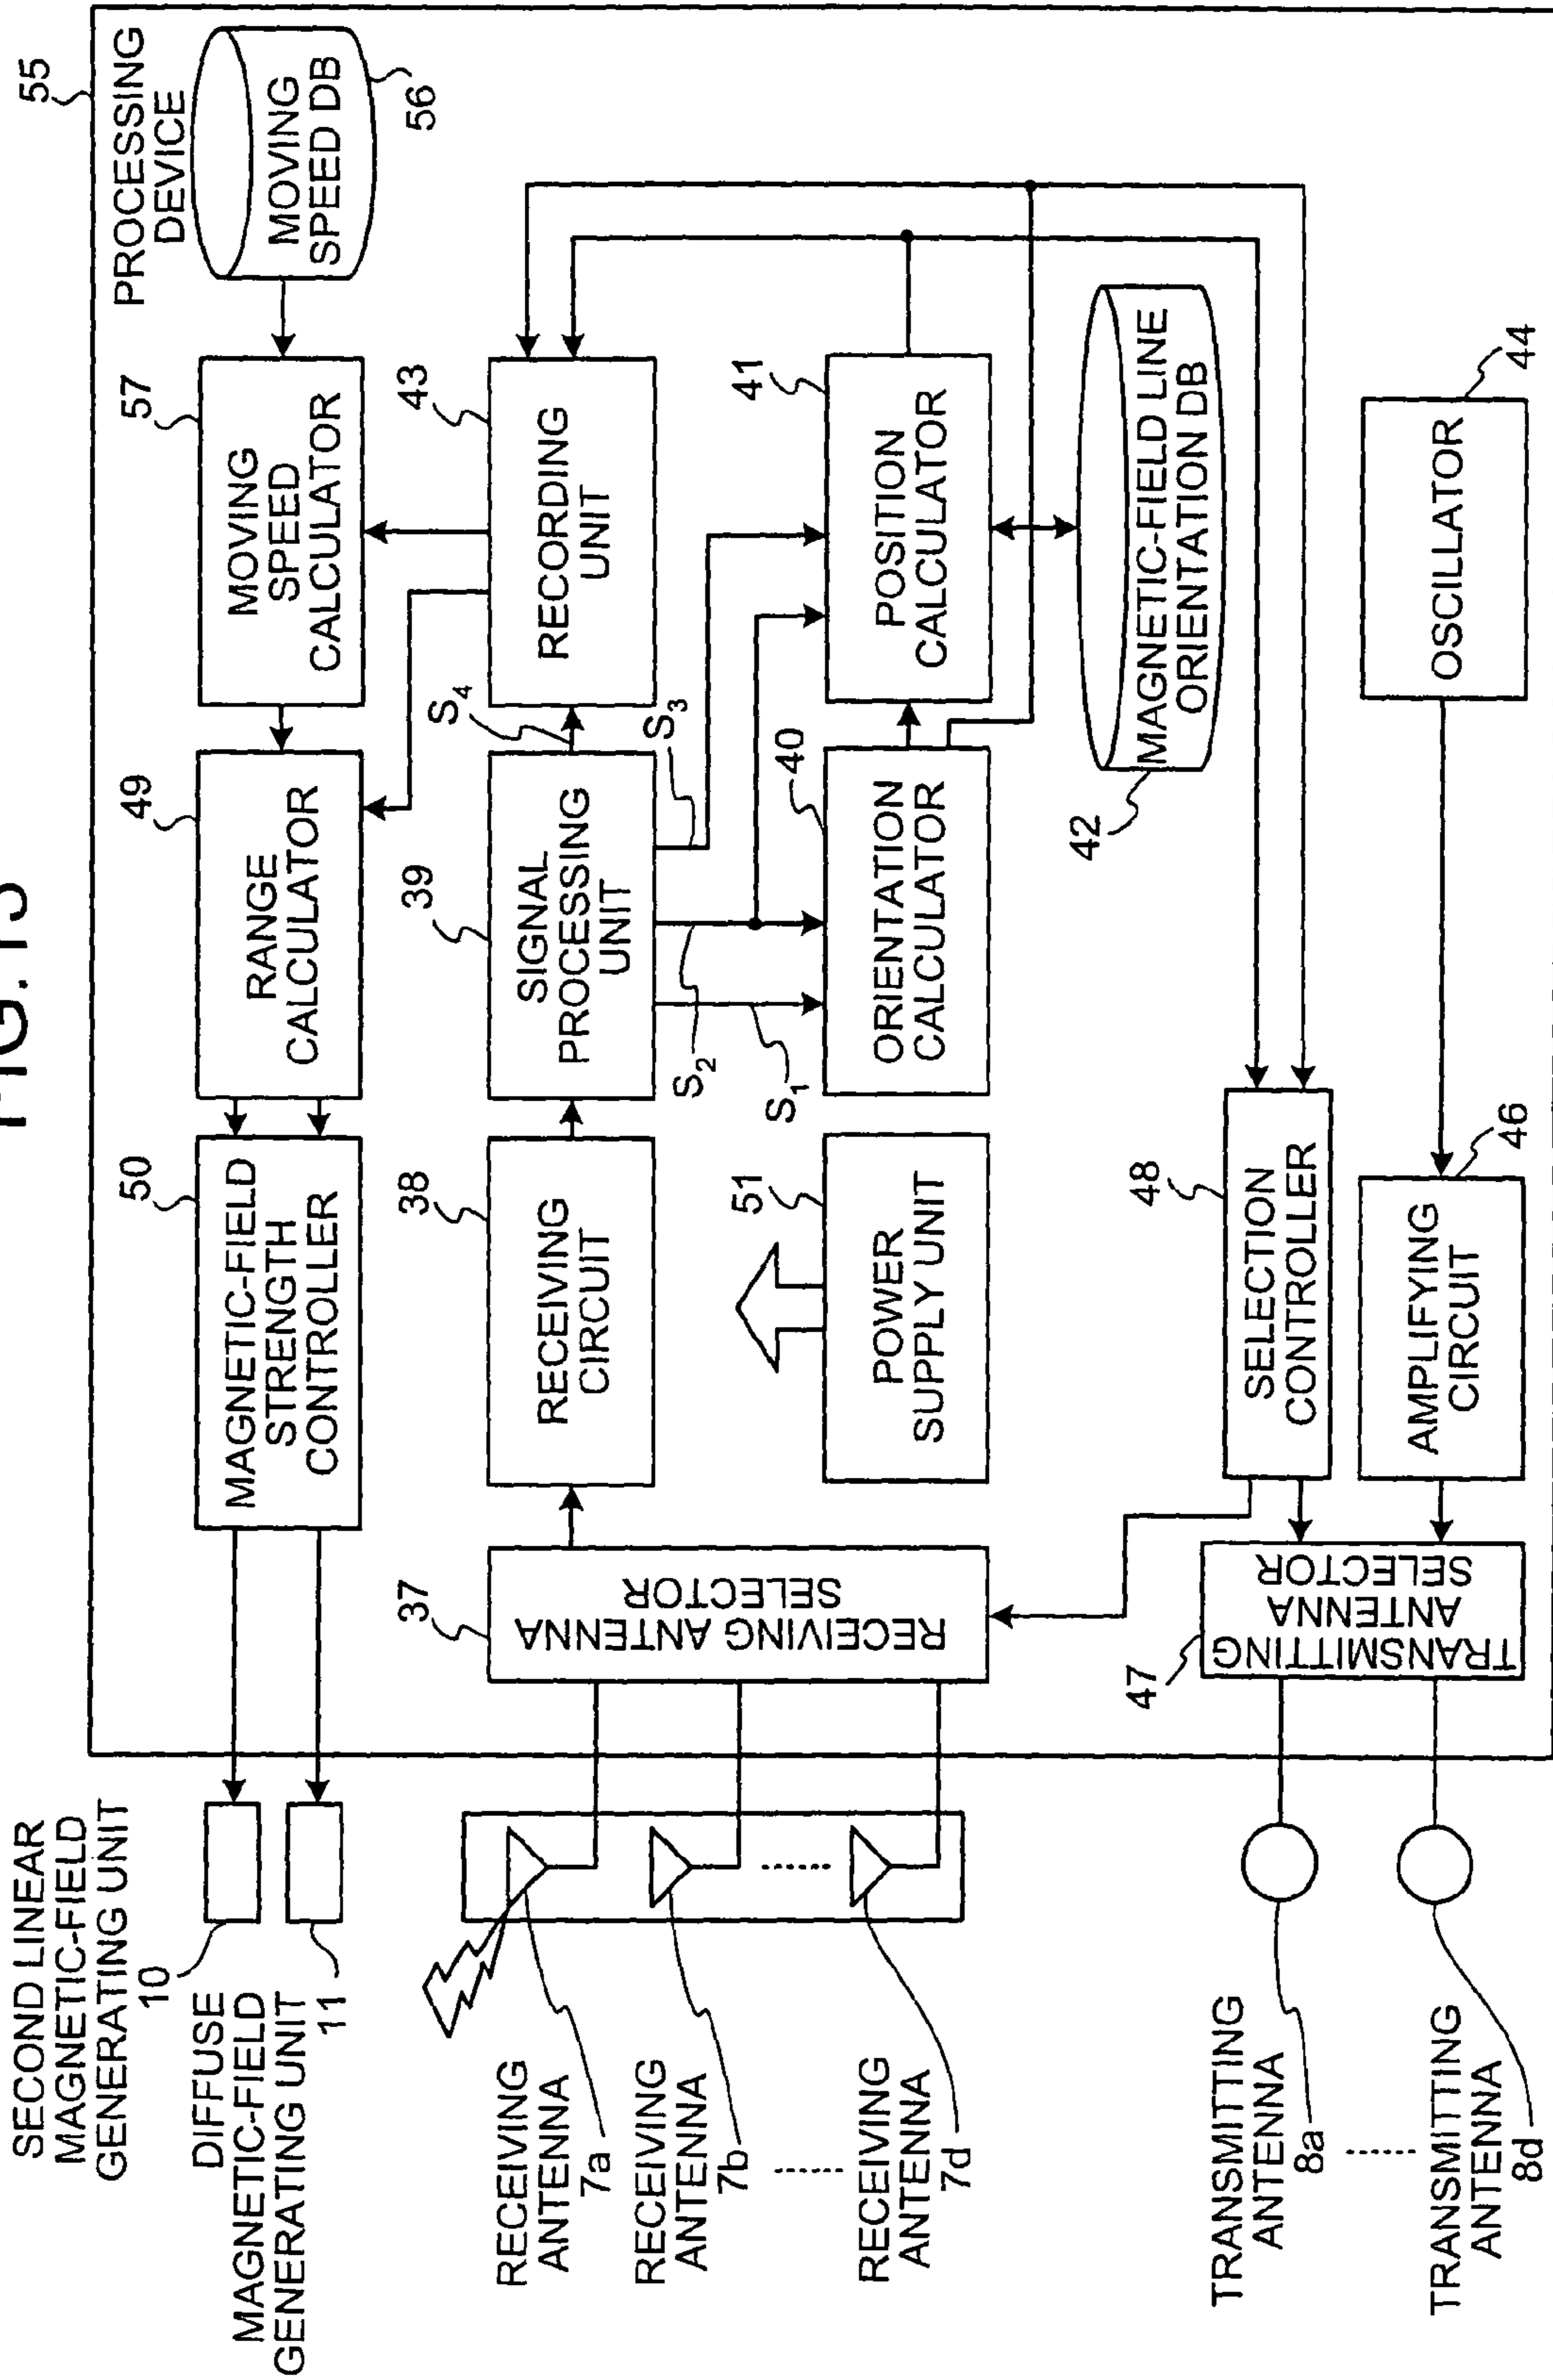 FIG.13
55
PROCESSING
DEVICE
MOVING
SPEED DB
56
57
MOVING
SPEED
CALCULATOR
49
RANGE
CALCULATOR
50
MAGNETIC-FIELD
STRENGTH
CONTROLLER
SECOND LINEAR
MAGNETIC-FIELD
GENERATING UNIT
10
DIFFUSE
MAGNETIC-FIELD
GENERATING UNIT
11
43
RECORDING
UNIT
S4
39
SIGNAL
PROCESSING
UNIT
S3
S2
S1
38
RECEIVING
CIRCUIT
37
RECEIVING ANTENNA
SELECTOR
RECEIVING
ANTENNA
7a
RECEIVING
ANTENNA
7b
RECEIVING
ANTENNA
7d
41
POSITION
CALCULATOR
40
ORIENTATION
CALCULATOR
51
POWER
SUPPLY UNIT
42
MAGNETIC-FIELD LINE
ORIENTATION DB
48
SELECTION
CONTROLLER
44
OSCILLATOR
46
AMPLIFYING
CIRCUIT
47
TRANSMITTING
ANTENNA
SELECTOR
TRANSMITTING
ANTENNA
8a
TRANSMITTING
ANTENNA
8d